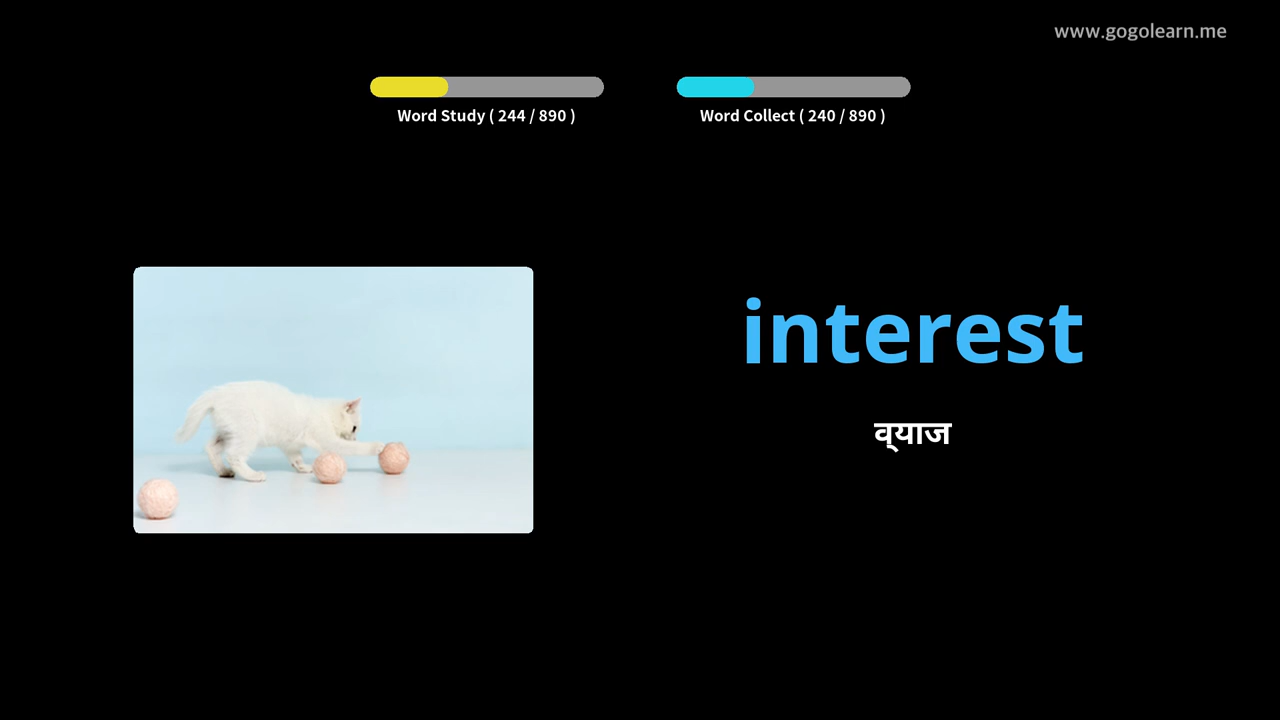 www.gogolearn.me
Word Study ( 244 / 890 )
Word Collect ( 240 / 890 )
interest
व्याज